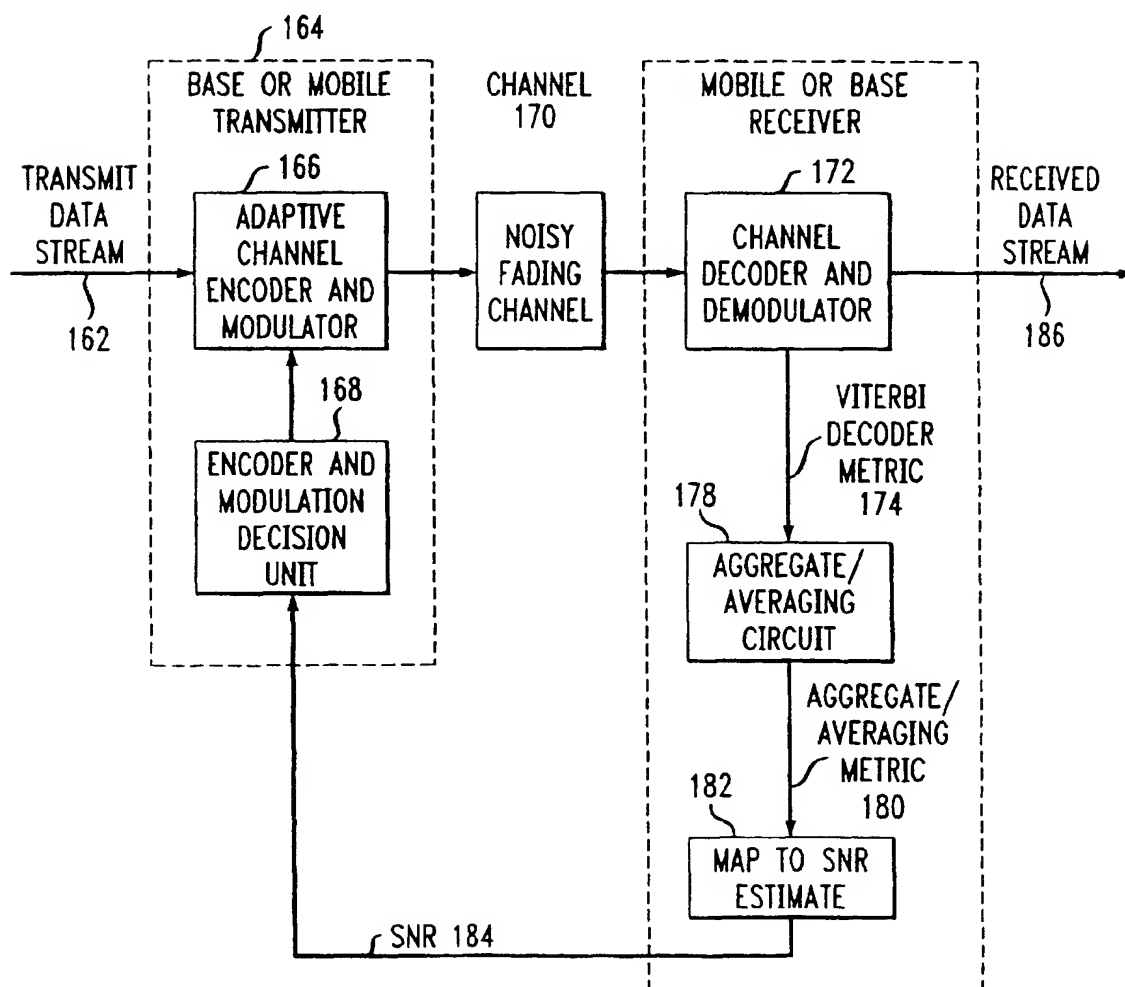 164
BASE OR MOBILE
TRANSMITTER
CHANNEL
170
MOBILE OR BASE
RECEIVER
TRANSMIT
DATA
STREAM
162
166
ADAPTIVE
CHANNEL
ENCODER AND
MODULATOR
NOISY
FADING
CHANNEL
172
CHANNEL
DECODER AND
DEMODULATOR
RECEIVED
DATA
STREAM
186
168
ENCODER AND
MODULATION
DECISION
UNIT
VITERBI
DECODER
METRIC
174
178
AGGREGATE/
AVERAGING
CIRCUIT
AGGREGATE/
AVERAGING
METRIC
180
182
MAP TO SNR
ESTIMATE
SNR 184